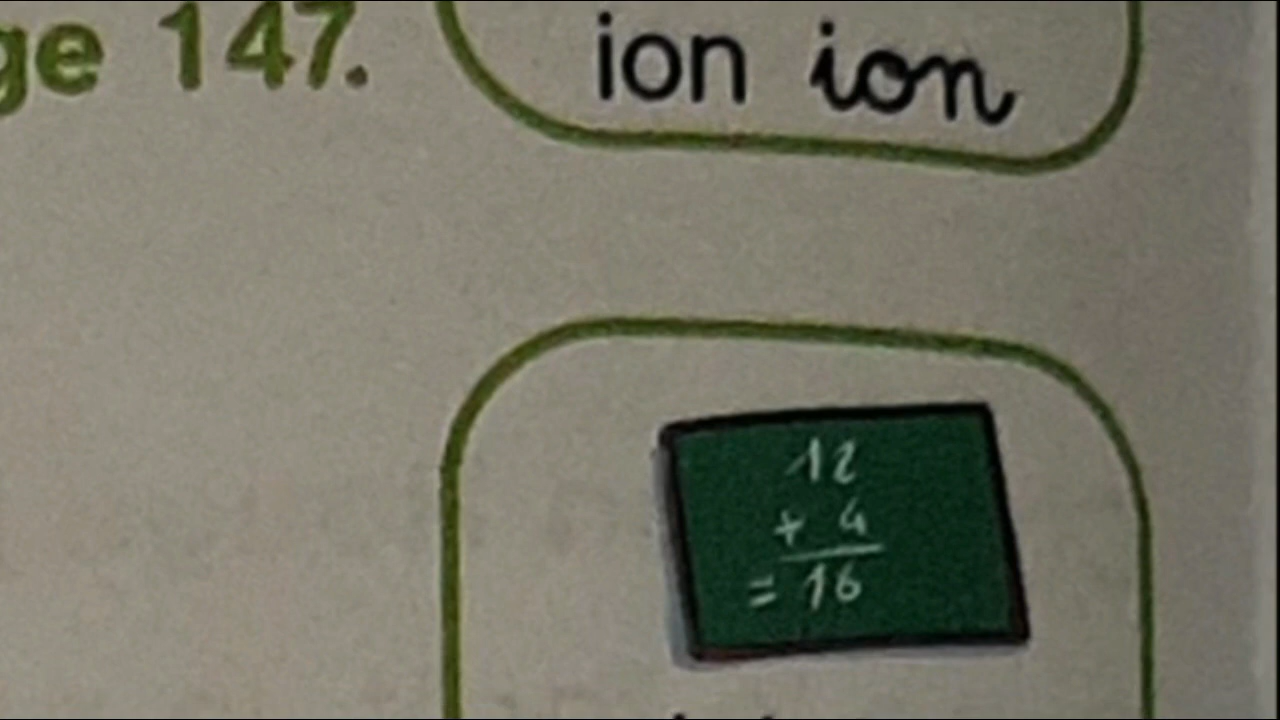 ge 147.
ion ion
12
+ 4
= 16